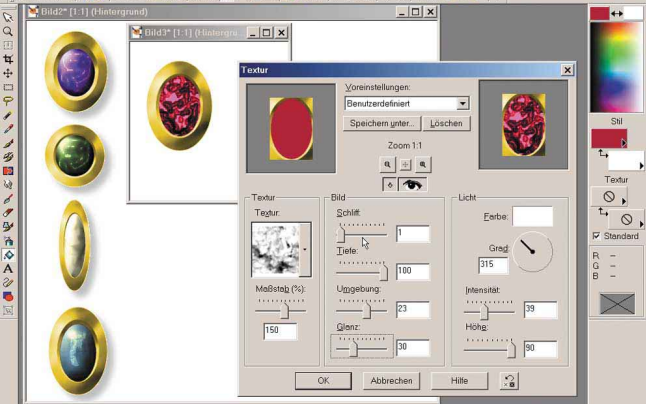 Bild2* [1:1] (Hintergrund)
Bild3* [1:1] (Hintergru
Textur
Voreinstellungen:
Benutzerdefiniert
Speichern unter...
Löschen
Zoom 1:1
Textur
Textur:
Maßstab (%):
150
Bild
Schliff:
1
Tiefe:
100
Umgebung:
23
Glanz:
30
Licht
Farbe:
Grad:
315
Intensität:
39
Höhe:
90
OK
Abbrechen
Hilfe
Stil
Textur
Standard
R –
G –
B –